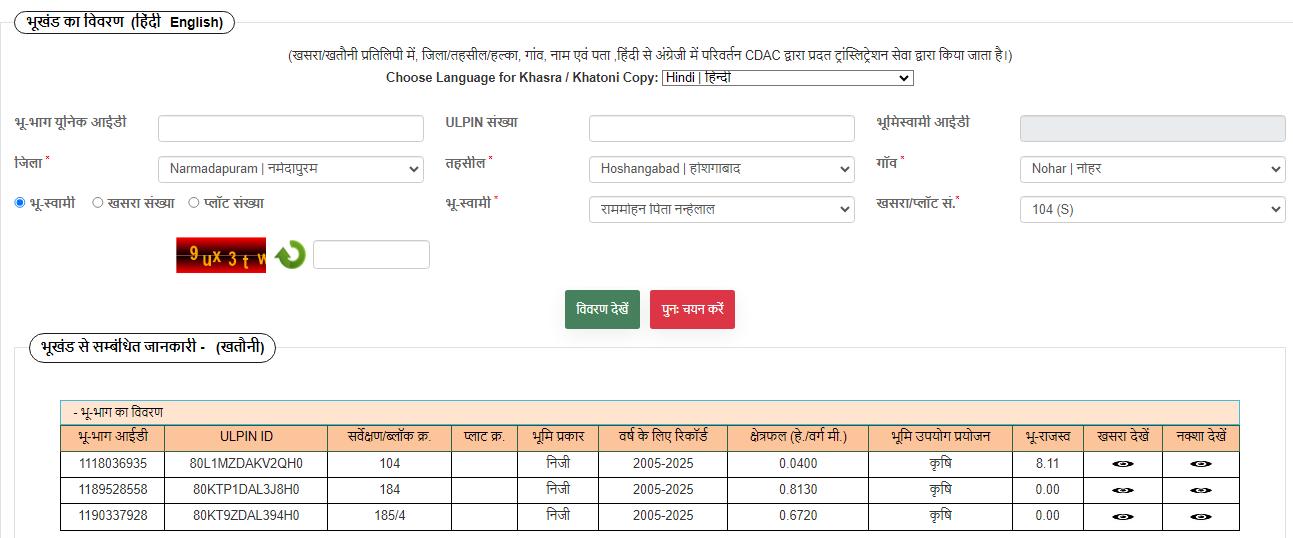 भूखंड का विवरण (हिंदी English)
(खसरा/खतौनी प्रतिलिपी में, जिला/तहसील/हल्का, गांव, नाम एवं पता ,हिंदी से अंग्रेजी में परिवर्तन CDAC द्वारा प्रदत ट्रांस्लिट्रेशन सेवा द्वारा किया जाता है।)
Choose Language for Khasra / Khatoni Copy: Hindi | हिन्दी
भू-भाग यूनिक आईडी ULPIN संख्या भूमिस्वामी आईडी
जिला * Narmadapuram | नर्मदापुरम तहसील * Hoshangabad | होशंगाबाद गाँव * Nohar | नोहर
भू-स्वामी खसरा संख्या प्लॉट संख्या भू-स्वामी * राममोहन पिता नन्हेलाल खसरा/प्लॉट सं.* 104 (S)
9ux3tw
विवरण देखें पुनः चयन करें
भूखंड से सम्बंधित जानकारी - (खतौनी)
- भू-भाग का विवरण
भू-भाग आईडी ULPIN ID सर्वेक्षण/ब्लॉक क्र. प्लाट क्र. भूमि प्रकार वर्ष के लिए रिकॉर्ड क्षेत्रफल (हे./वर्ग मी.) भूमि उपयोग प्रयोजन भू-राजस्व खसरा देखें नक्शा देखें
1118036935 80L1MZDAKV2QH0 104 निजी 2005-2025 0.0400 कृषि 8.11
1189528558 80KTP1DAL3J8H0 184 निजी 2005-2025 0.8130 कृषि 0.00
1190337928 80KT9ZDAL394H0 185/4 निजी 2005-2025 0.6720 कृषि 0.00